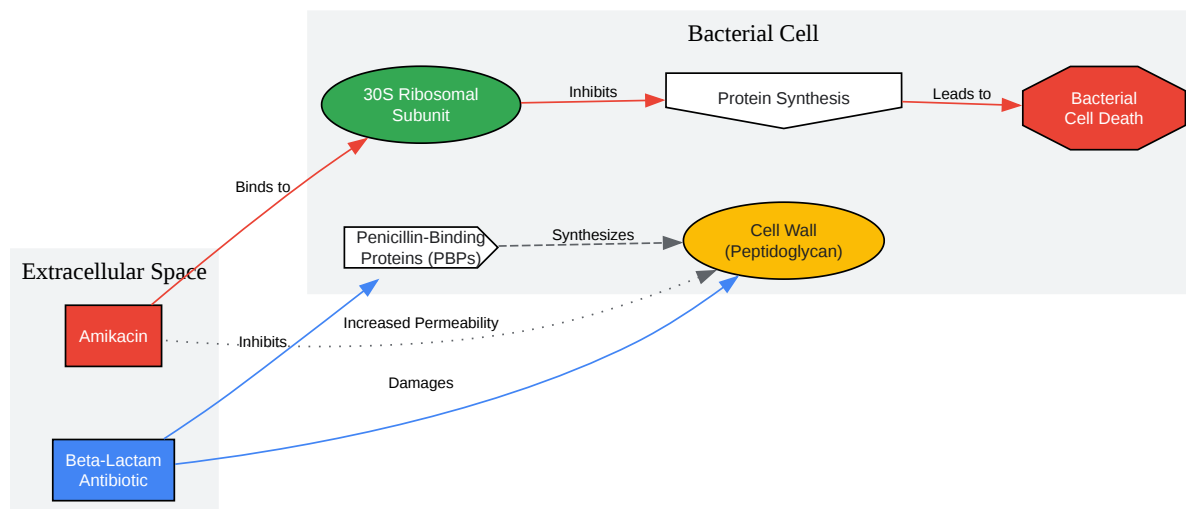 Bacterial Cell
30S Ribosomal
Subunit
Inhibits
Protein Synthesis
Leads to
Bacterial
Cell Death
Binds to
Penicillin-Binding
Proteins (PBPs)
Synthesizes
Cell Wall
(Peptidoglycan)
Extracellular Space
Amikacin
Inhibits
Increased Permeability
Damages
Beta-Lactam
Antibiotic